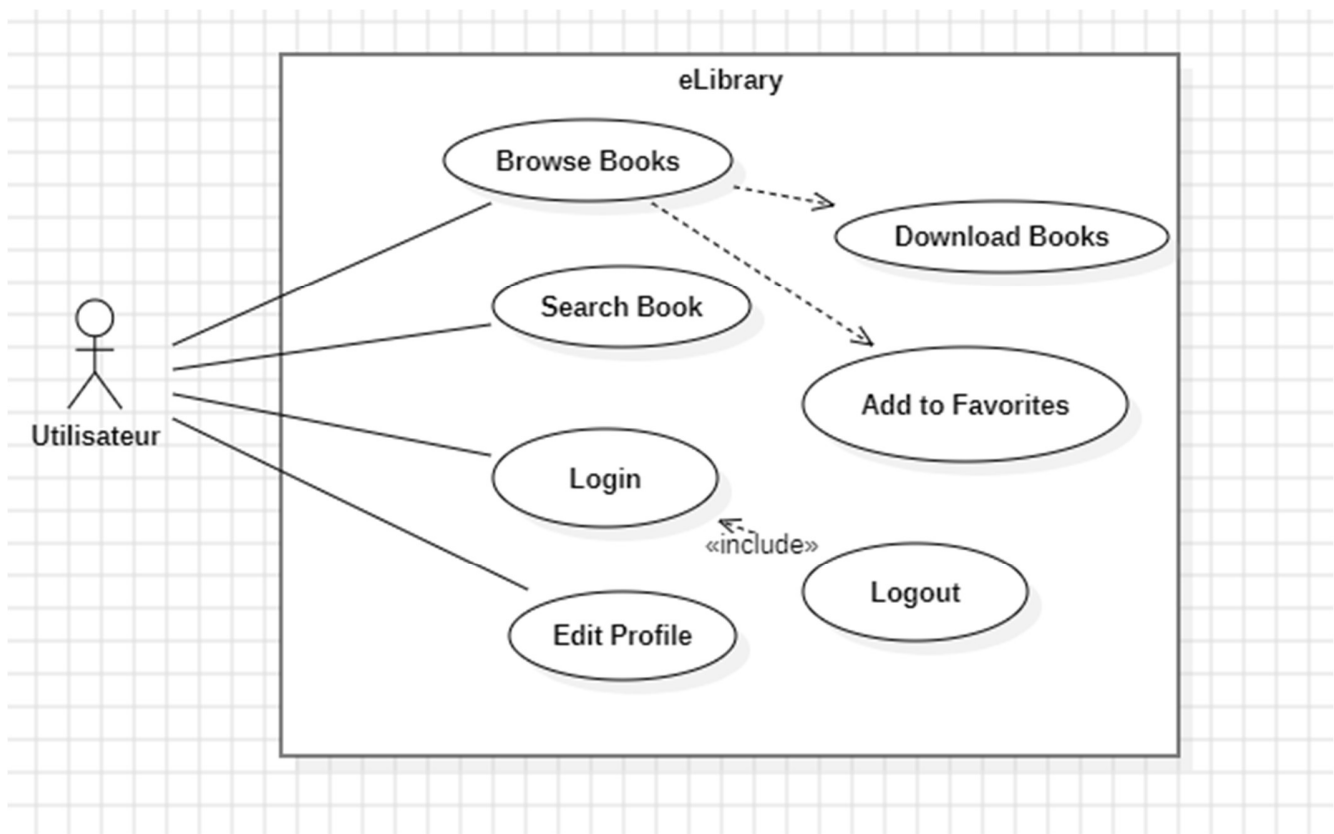 eLibrary
Browse Books
Download Books
Search Book
Add to Favorites
Utilisateur
Login
«include»
Logout
Edit Profile